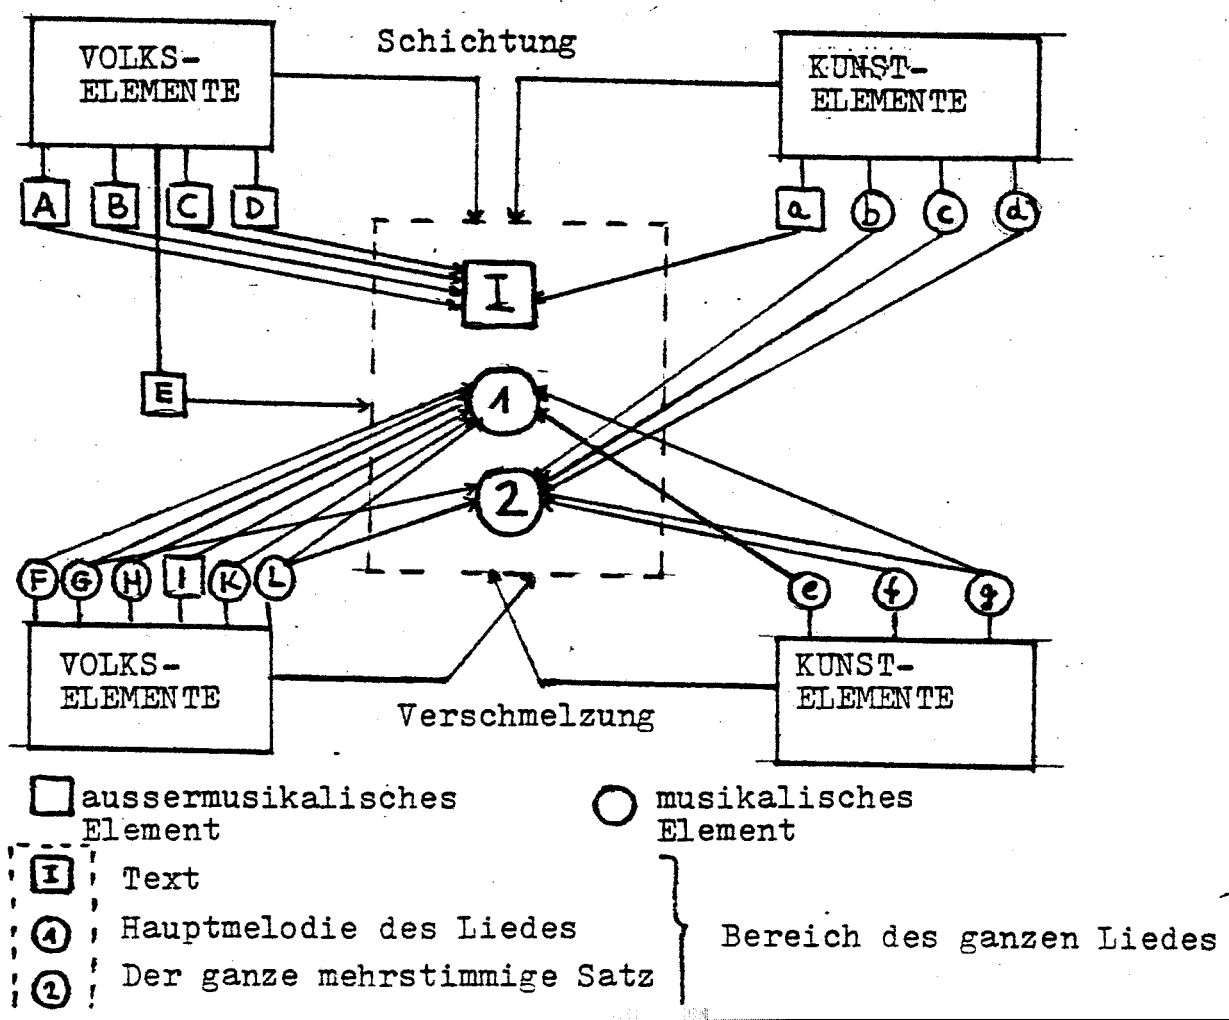 Schichtung
VOLKS-
ELEMENTE
KUNST-
ELEMENTE
A B C D
a b c d
I
E
1
2
F G H I K L
e f g
VOLKS-
ELEMENTE
KUNST-
ELEMENTE
Verschmelzung
aussermusikalisches
Element
musikalisches
Element
I Text
1 Hauptmelodie des Liedes
2 Der ganze mehrstimmige Satz
Bereich des ganzen Liedes